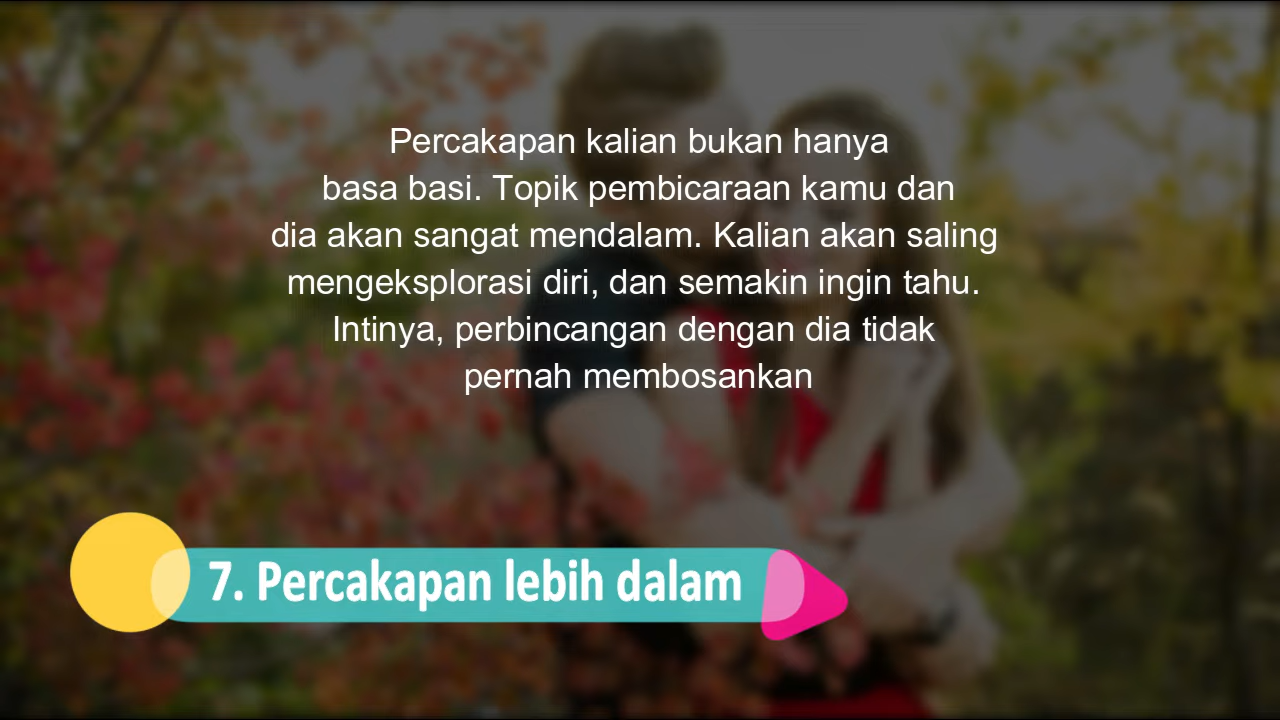 Percakapan kalian bukan hanya
basa basi. Topik pembicaraan kamu dan
dia akan sangat mendalam. Kalian akan saling
mengeksplorasi diri, dan semakin ingin tahu.
Intinya, perbincangan dengan dia tidak
pernah membosankan
7. Percakapan lebih dalam